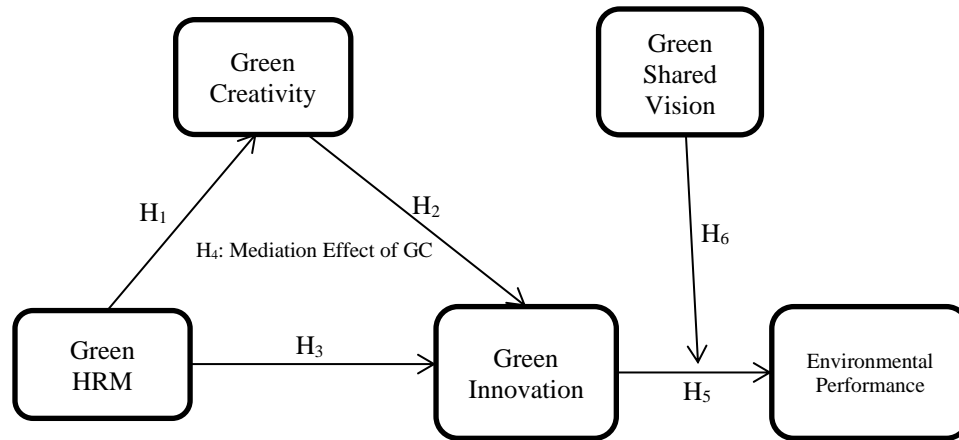 Green
Creativity
Green
Shared
Vision
H₁
H₂
H₄: Mediation Effect of GC
H₆
Green
HRM
H₃
Green
Innovation
H₅
Environmental
Performance